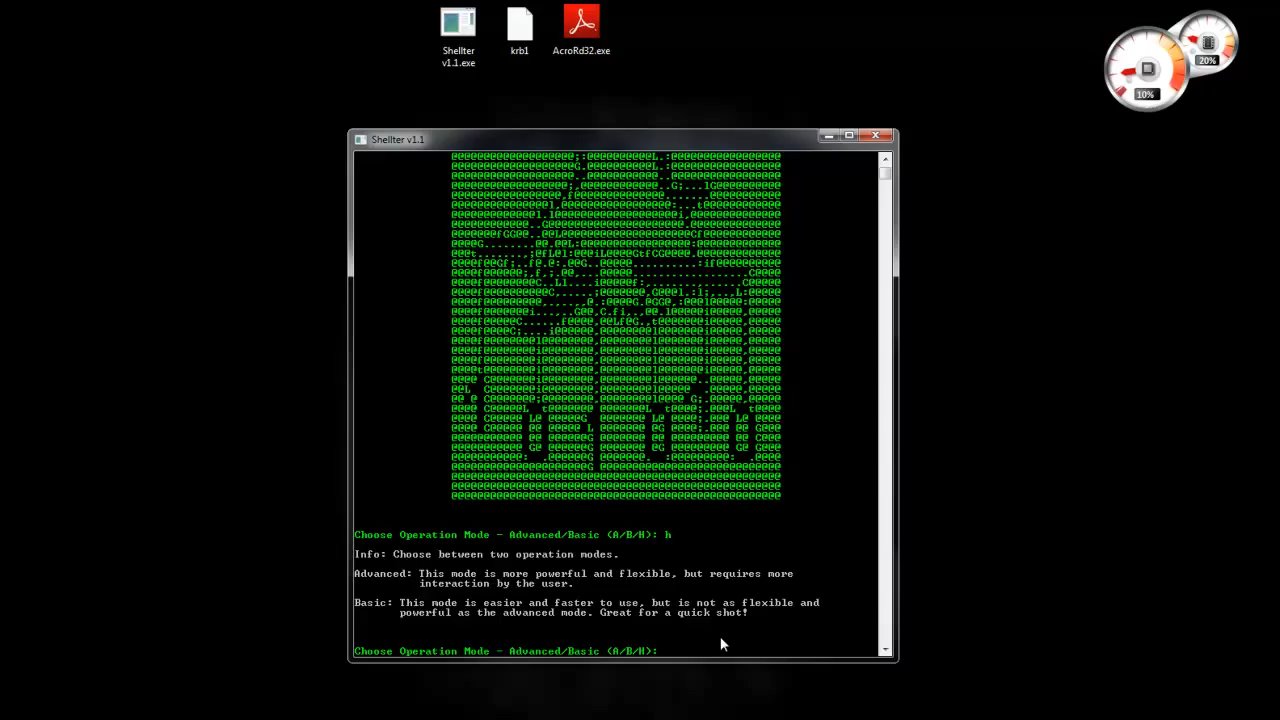 Shellter
v1.1.exe
krb1
AcroRd32.exe
20%
10%
Shellter v1.1
Choose Operation Mode - Advanced/Basic (A/B/H): h
Info: Choose between two operation modes.
Advanced: This mode is more powerful and flexible, but requires more
interaction by the user.
Basic: This mode is easier and faster to use, but is not as flexible and
powerful as the advanced mode. Great for a quick shot!
Choose Operation Mode - Advanced/Basic (A/B/H):